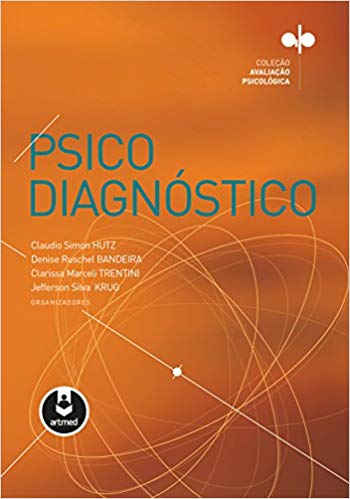 COLEÇÃO
AVALIAÇÃO
PSICOLÓGICA
PSICO
DIAGNÓSTICO
Claudio Simon HUTZ
Denise Ruschel BANDEIRA
Clarissa Marceli TRENTINI
Jefferson Silva KRUG
ORGANIZADORES
artmed